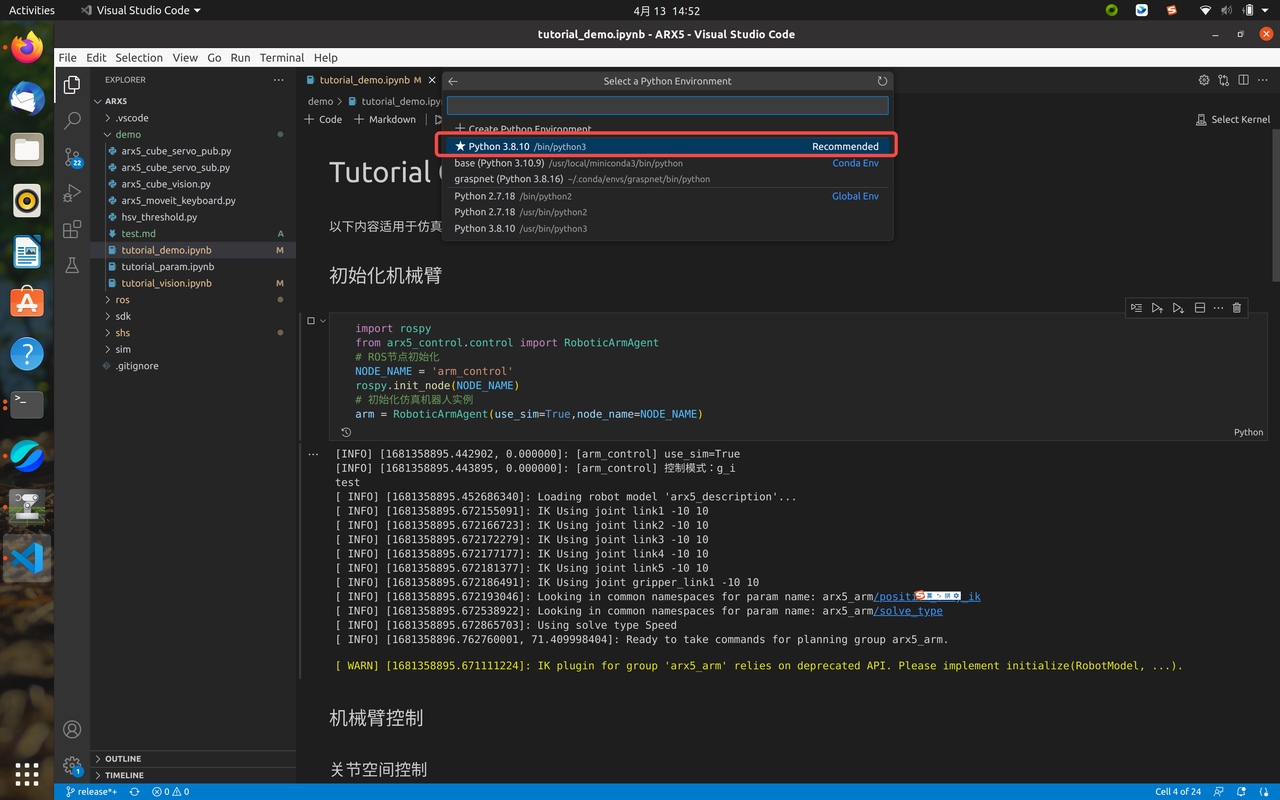 Activities
Visual Studio Code
4月 13 14:52
tutorial_demo.ipynb - ARX5 - Visual Studio Code
File Edit Selection View Go Run Terminal Help
EXPLORER
ARX5
.vscode
demo
arx5_cube_servo_pub.py
arx5_cube_servo_sub.py
arx5_cube_vision.py
arx5_moveit_keyboard.py
hsv_threshold.py
test.md A
tutorial_demo.ipynb M
tutorial_param.ipynb
tutorial_vision.ipynb M
ros
sdk
shs
sim
.gitignore
OUTLINE
TIMELINE
22
1
tutorial_demo.ipynb M
demo > tutorial_demo.ipy
+ Code + Markdown
Select Kernel
Select a Python Environment
+ Create Python Environment
★ Python 3.8.10 /bin/python3 Recommended
base (Python 3.10.9) /usr/local/miniconda3/bin/python Conda Env
graspnet (Python 3.8.16) ~/.conda/envs/graspnet/bin/python
Python 2.7.18 /bin/python2 Global Env
Python 2.7.18 /usr/bin/python2
Python 3.8.10 /usr/bin/python3
Tutorial
以下内容适用于仿真
初始化机械臂
import rospy
from arx5_control.control import RoboticArmAgent
# ROS节点初始化
NODE_NAME = 'arm_control'
rospy.init_node(NODE_NAME)
# 初始化仿真机器人实例
arm = RoboticArmAgent(use_sim=True,node_name=NODE_NAME)
Python
[INFO] [1681358895.442902, 0.000000]: [arm_control] use_sim=True
[INFO] [1681358895.443895, 0.000000]: [arm_control] 控制模式：g_i
test
[ INFO] [1681358895.452686340]: Loading robot model 'arx5_description'...
[ INFO] [1681358895.672155091]: IK Using joint link1 -10 10
[ INFO] [1681358895.672166723]: IK Using joint link2 -10 10
[ INFO] [1681358895.672172279]: IK Using joint link3 -10 10
[ INFO] [1681358895.672177177]: IK Using joint link4 -10 10
[ INFO] [1681358895.672181377]: IK Using joint link5 -10 10
[ INFO] [1681358895.672186491]: IK Using joint gripper_link1 -10 10
[ INFO] [1681358895.672193046]: Looking in common namespaces for param name: arx5_arm/positi ik
[ INFO] [1681358895.672538922]: Looking in common namespaces for param name: arx5_arm/solve_type
[ INFO] [1681358895.672865703]: Using solve type Speed
[ INFO] [1681358896.762760001, 71.409998404]: Ready to take commands for planning group arx5_arm.
[ WARN] [1681358895.671111224]: IK plugin for group 'arx5_arm' relies on deprecated API. Please implement initialize(RobotModel, ...).
机械臂控制
关节空间控制
release*+ 0 0
Cell 4 of 24